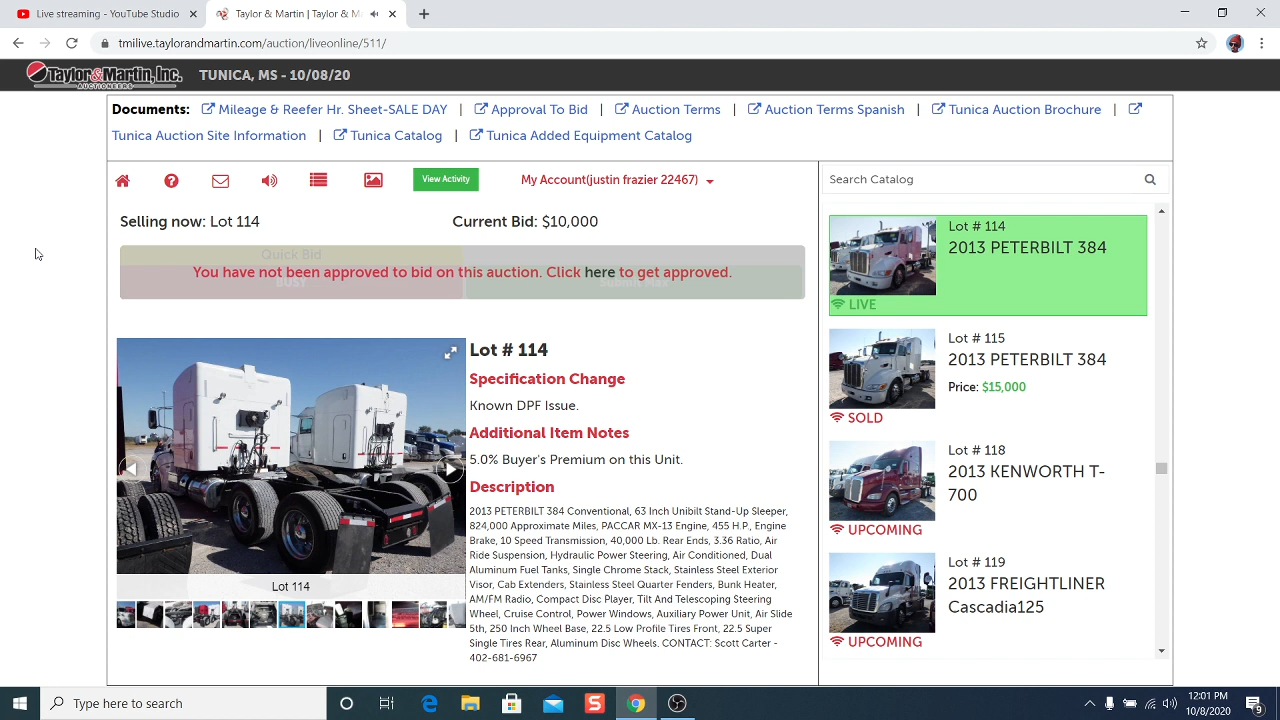 Live streaming - YouTube Studio
Taylor & Martin | Taylor & M
tmlive.taylorandmartin.com/auction/liveonline/511/
Taylor & Martin, Inc. AUCTIONEERS
TUNICA, MS - 10/08/20
Documents: Mileage & Reefer Hr. Sheet-SALE DAY | Approval To Bid | Auction Terms | Auction Terms Spanish | Tunica Auction Brochure |
Tunica Auction Site Information | Tunica Catalog | Tunica Added Equipment Catalog
View Activity
My Account(justin frazier 22467)
Selling now: Lot 114
Current Bid: $10,000
Quick Bid
You have not been approved to bid on this auction. Click here to get approved.
BUSY
Submit Max
Lot 114
Lot # 114
Specification Change
Known DPF Issue.
Additional Item Notes
5.0% Buyer's Premium on this Unit.
Description
2013 PETERBILT 384 Conventional, 63 Inch Unibilt Stand-Up Sleeper,
824,000 Approximate Miles, PACCAR MX-13 Engine, 455 H.P., Engine
Brake, 10 Speed Transmission, 40,000 Lb. Rear Ends, 3.36 Ratio, Air
Ride Suspension, Hydraulic Power Steering, Air Conditioned, Dual
Aluminum Fuel Tanks, Single Chrome Stack, Stainless Steel Exterior
Visor, Cab Extenders, Stainless Steel Quarter Fenders, Bunk Heater,
AM/FM Radio, Compact Disc Player, Tilt And Telescoping Steering
Wheel, Cruise Control, Power Windows, Auxiliary Power Unit, Air Slide
5th, 250 Inch Wheel Base, 22.5 Low Profile Tires Front, 22.5 Super
Single Tires Rear, Aluminum Disc Wheels. CONTACT: Scott Carter -
402-681-6967
Search Catalog
Lot # 114
2013 PETERBILT 384
LIVE
Lot # 115
2013 PETERBILT 384
Price: $15,000
SOLD
Lot # 118
2013 KENWORTH T-
700
UPCOMING
Lot # 119
2013 FREIGHTLINER
Cascadia125
UPCOMING
Type here to search
12:01 PM
10/8/2020
9